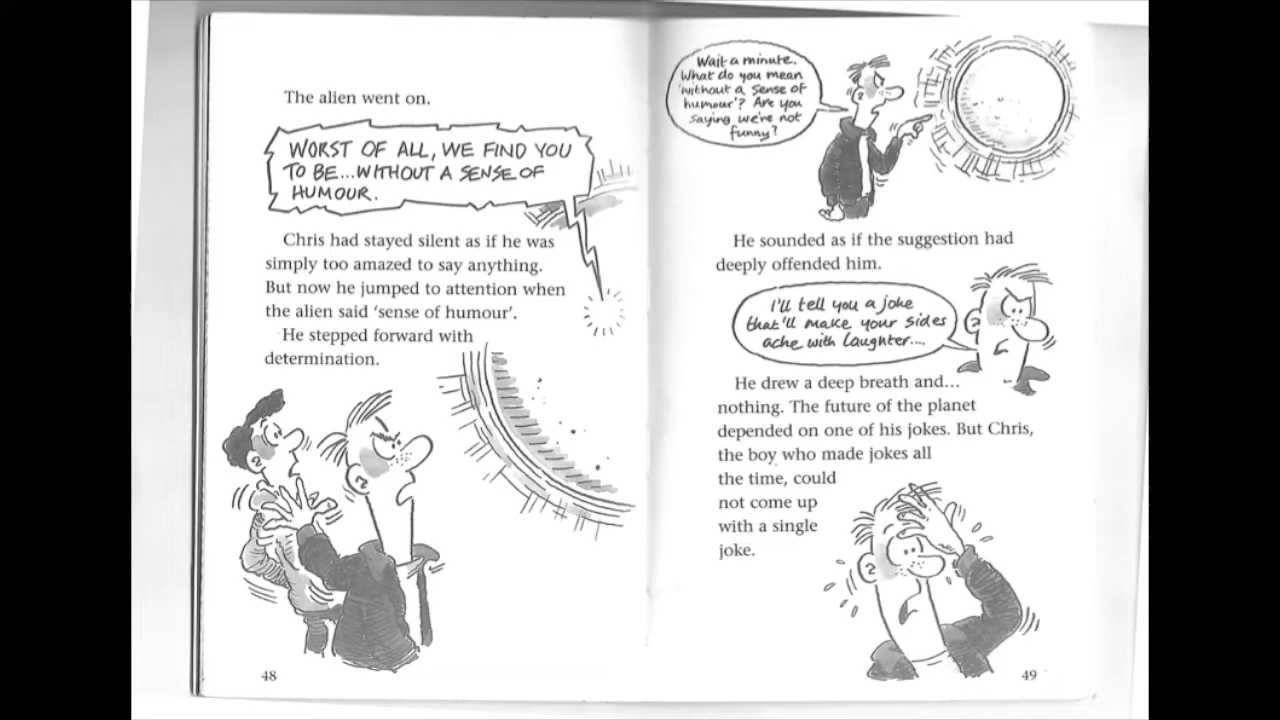 The alien went on.
WORST OF ALL, WE FIND YOU
TO BE...WITHOUT A SENSE OF
HUMOUR.
Chris had stayed silent as if he was
simply too amazed to say anything.
But now he jumped to attention when
the alien said 'sense of humour'.
He stepped forward with
determination.
48
Wait a minute.
What do you mean
'without a sense of
humour'? Are you
saying we're not
funny?
He sounded as if the suggestion had
deeply offended him.
I'll tell you a joke
that'll make your sides
ache with laughter....
He drew a deep breath and...
nothing. The future of the planet
depended on one of his jokes. But Chris,
the boy who made jokes all
the time, could
not come up
with a single
joke.
49